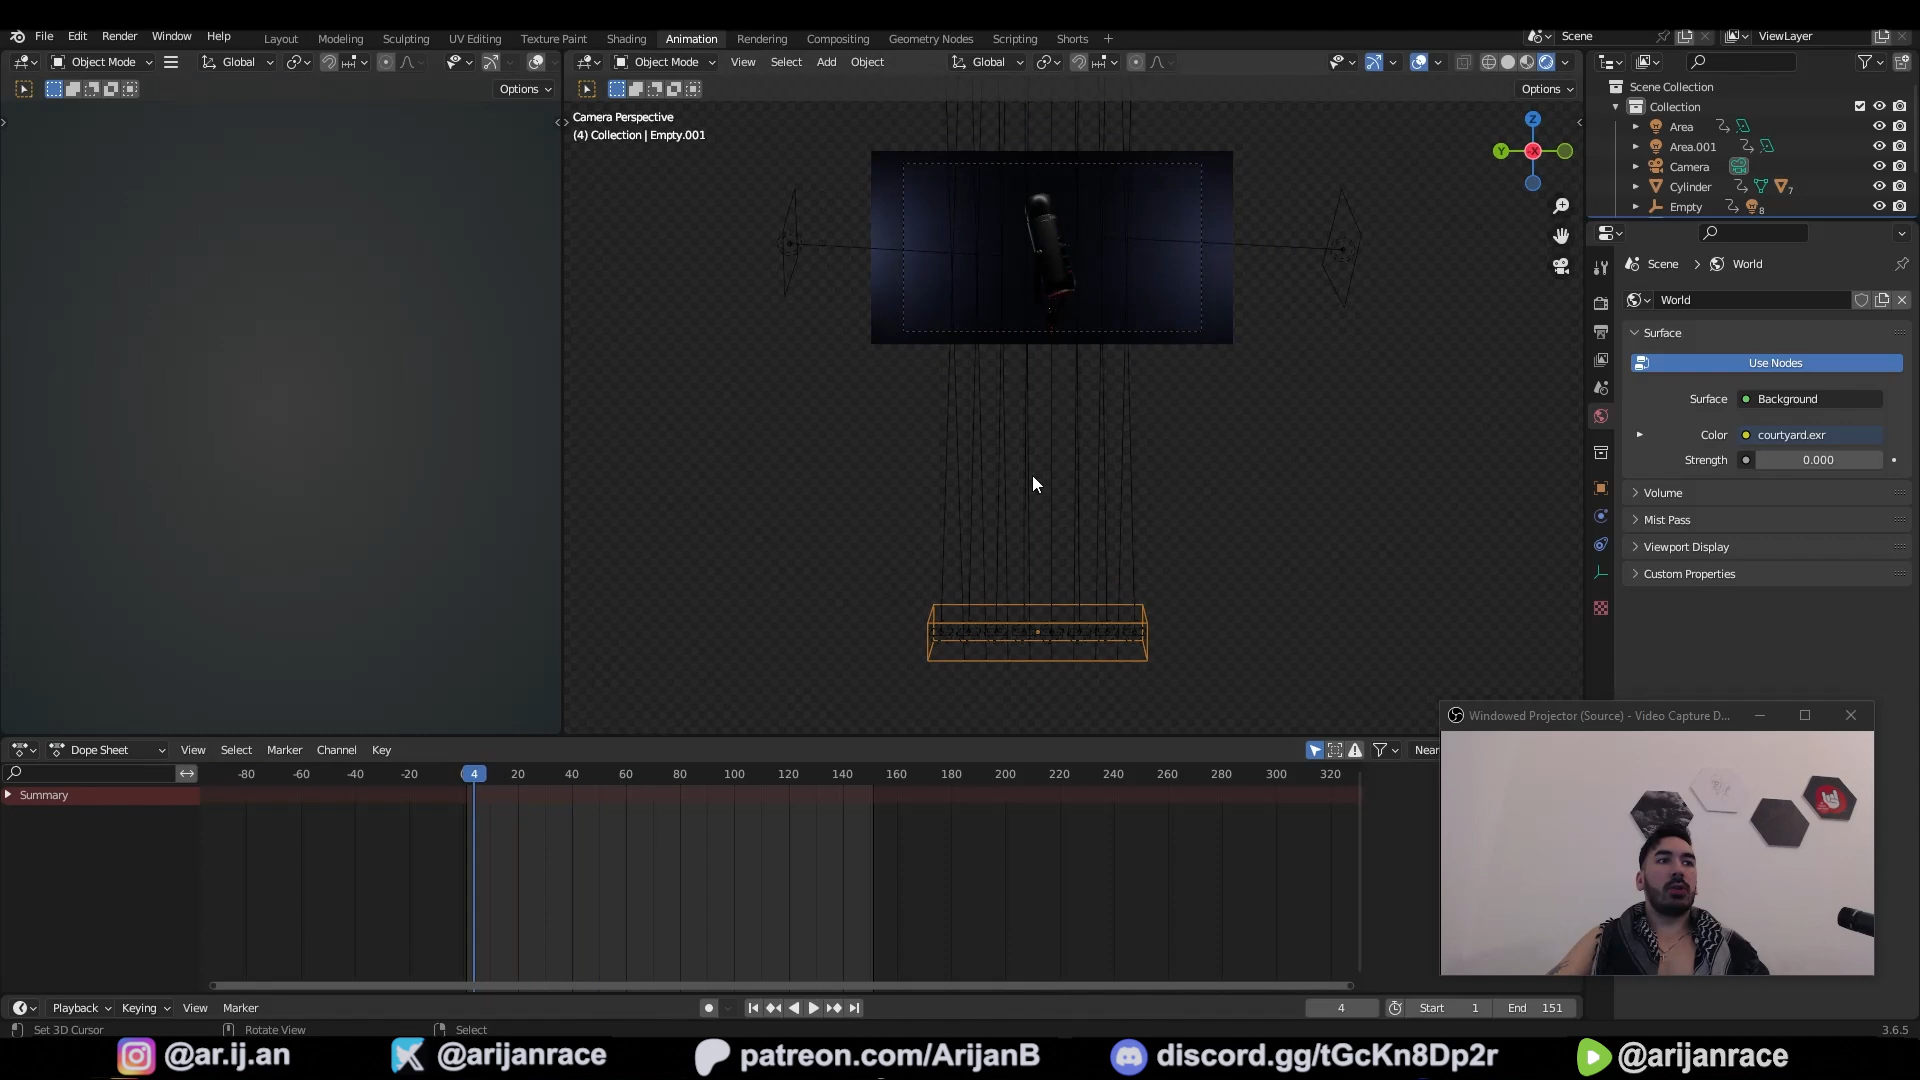 File Edit Render Window Help Layout Modeling Sculpting UV Editing Texture Paint Shading Animation Rendering Compositing Geometry Nodes Scripting Shorts + Scene ViewLayer
Object Mode Global Object Mode View Select Add Object Global
Options Options
Camera Perspective
(4) Collection | Empty.001
Z
Y
-X
Scene Collection
Collection
Area
Area.001
Camera
Cylinder 7
Empty 8
Scene > World
World
Surface
Use Nodes
Surface Background
Color courtyard.exr
Strength 0.000
Volume
Mist Pass
Viewport Display
Custom Properties
Windowed Projector (Source) - Video Capture D...
Dope Sheet View Select Marker Channel Key Near
-80 -60 -40 -20 4 20 40 60 80 100 120 140 160 180 200 220 240 260 280 300 320
Summary
Playback Keying View Marker 4 Start 1 End 151
Set 3D Cursor Rotate View Select 3.6.5
@ar.ij.an @arijanrace patreon.com/ArijanB discord.gg/tGcKn8Dp2r @arijanrace